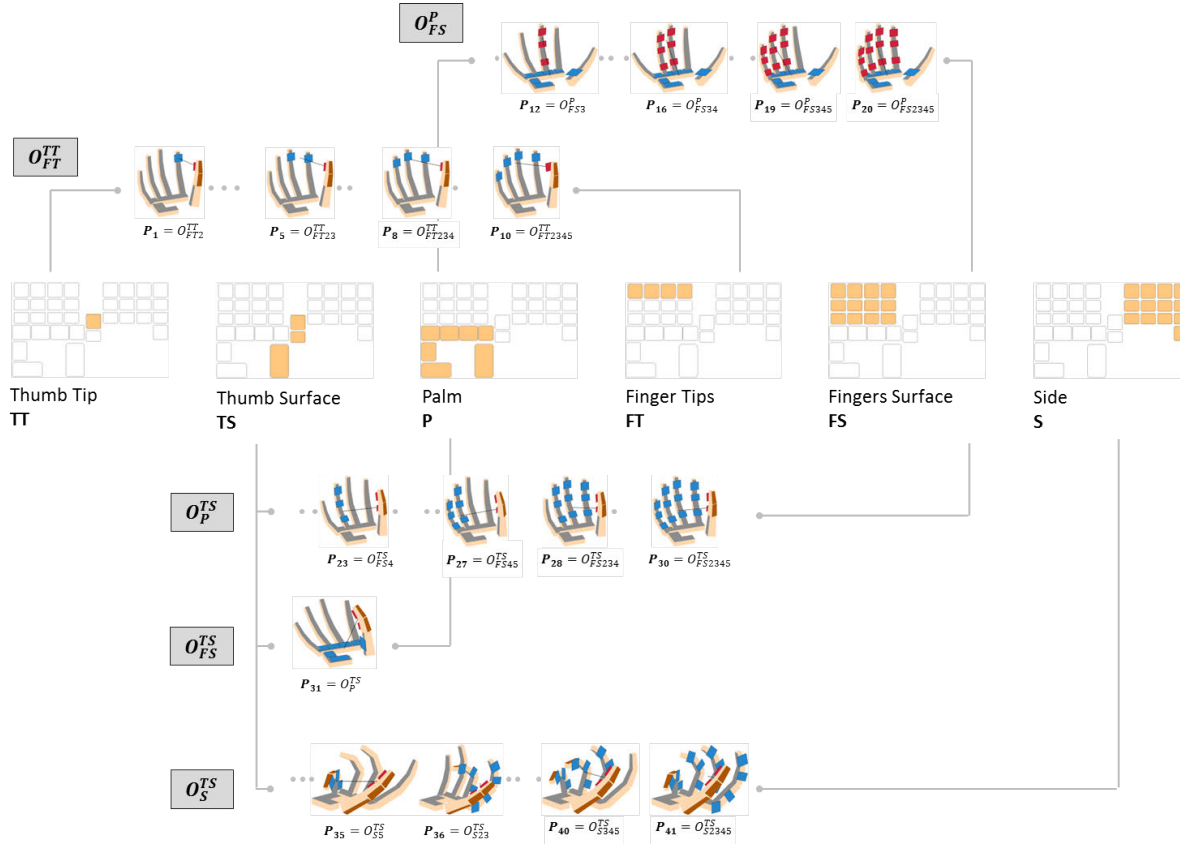 O^P_FS
P12 = O^P_FS3
P16 = O^P_FS34
P19 = O^P_FS345
P20 = O^P_FS2345
O^TT_FT
P1 = O^TT_FT2
P5 = O^TT_FT23
P8 = O^TT_FT234
P10 = O^TT_FT2345
Thumb Tip
TT
Thumb Surface
TS
Palm
P
Finger Tips
FT
Fingers Surface
FS
Side
S
O^TS_P
P23 = O^TS_FS4
P27 = O^TS_FS45
P28 = O^TS_FS234
P30 = O^TS_FS2345
O^TS_FS
P31 = O^TS_P
O^TS_S
P35 = O^TS_S5
P36 = O^TS_S23
P40 = O^TS_S345
P41 = O^TS_S2345